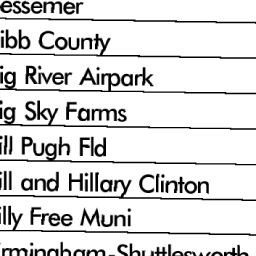 essemer
ibb County
ig River Airpark
ig Sky Farms
ill Pugh Fld
ill and Hillary Clinton
illy Free Muni
rmingham-Shuttlesworth